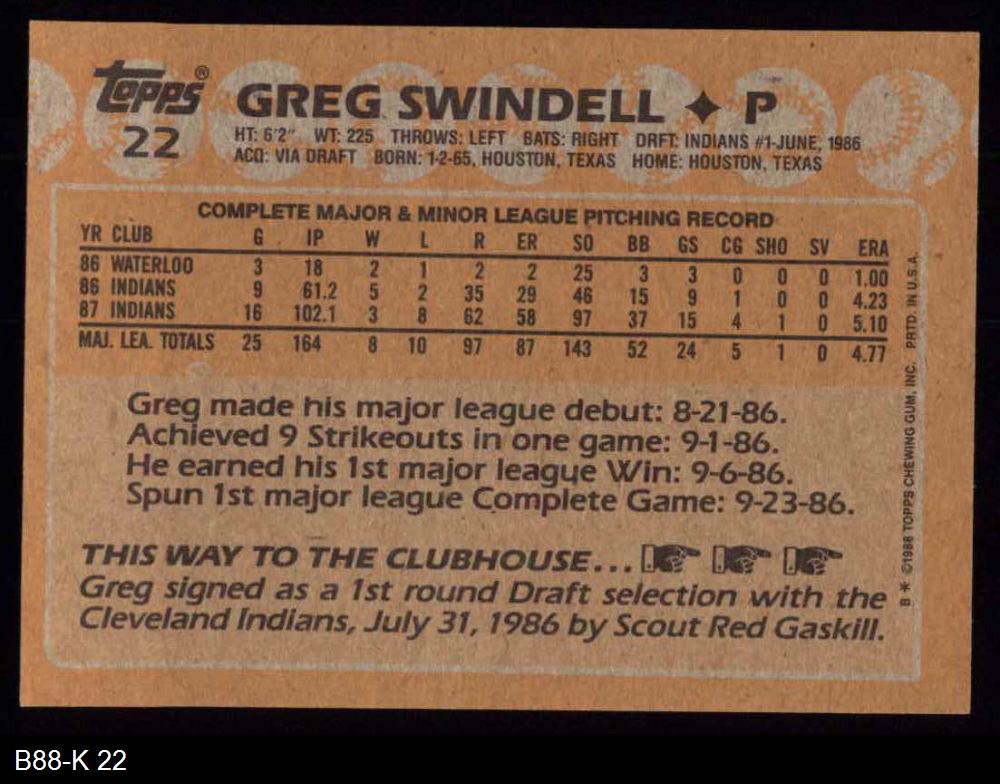 Topps® GREG SWINDELL ♦ P
22
HT: 6'2" WT: 225 THROWS: LEFT BATS: RIGHT DRFT: INDIANS #1-JUNE, 1986
ACQ: VIA DRAFT BORN: 1-2-65, HOUSTON, TEXAS HOME: HOUSTON, TEXAS
COMPLETE MAJOR & MINOR LEAGUE PITCHING RECORD
YR CLUB G IP W L R ER SO BB GS CG SHO SV ERA
86 WATERLOO 3 18 2 1 2 2 25 3 3 0 0 0 1.00
86 INDIANS 9 61.2 5 2 35 29 46 15 9 1 0 0 4.23
87 INDIANS 16 102.1 3 8 62 58 97 37 15 4 1 0 5.10
MAJ. LEA. TOTALS 25 164 8 10 97 87 143 52 24 5 1 0 4.77
Greg made his major league debut: 8-21-86.
Achieved 9 Strikeouts in one game: 9-1-86.
He earned his 1st major league Win: 9-6-86.
Spun 1st major league Complete Game: 9-23-86.
THIS WAY TO THE CLUBHOUSE...
Greg signed as a 1st round Draft selection with the
Cleveland Indians, July 31, 1986 by Scout Red Gaskill.
B * ©1988 TOPPS CHEWING GUM, INC. PRTD. IN U.S.A.
B88-K 22